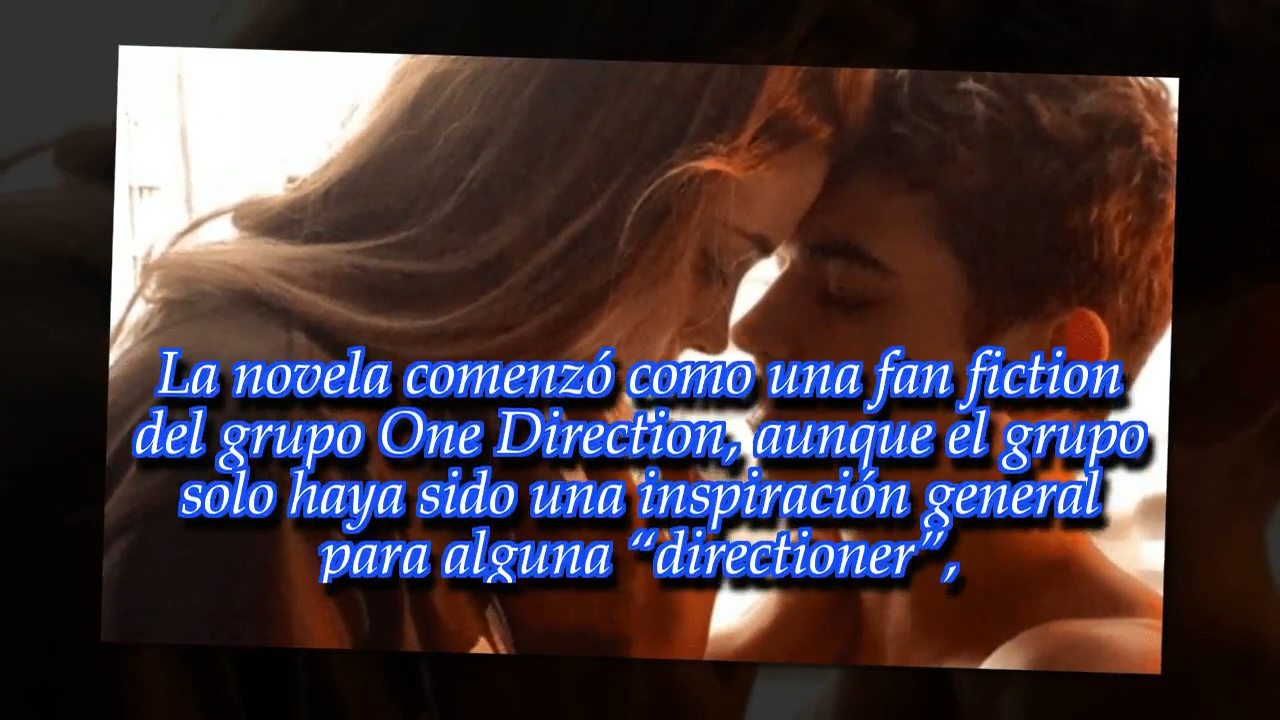 La novela comenzó como una fan fiction
del grupo One Direction, aunque el grupo
solo haya sido una inspiración general
para alguna “directioner”,